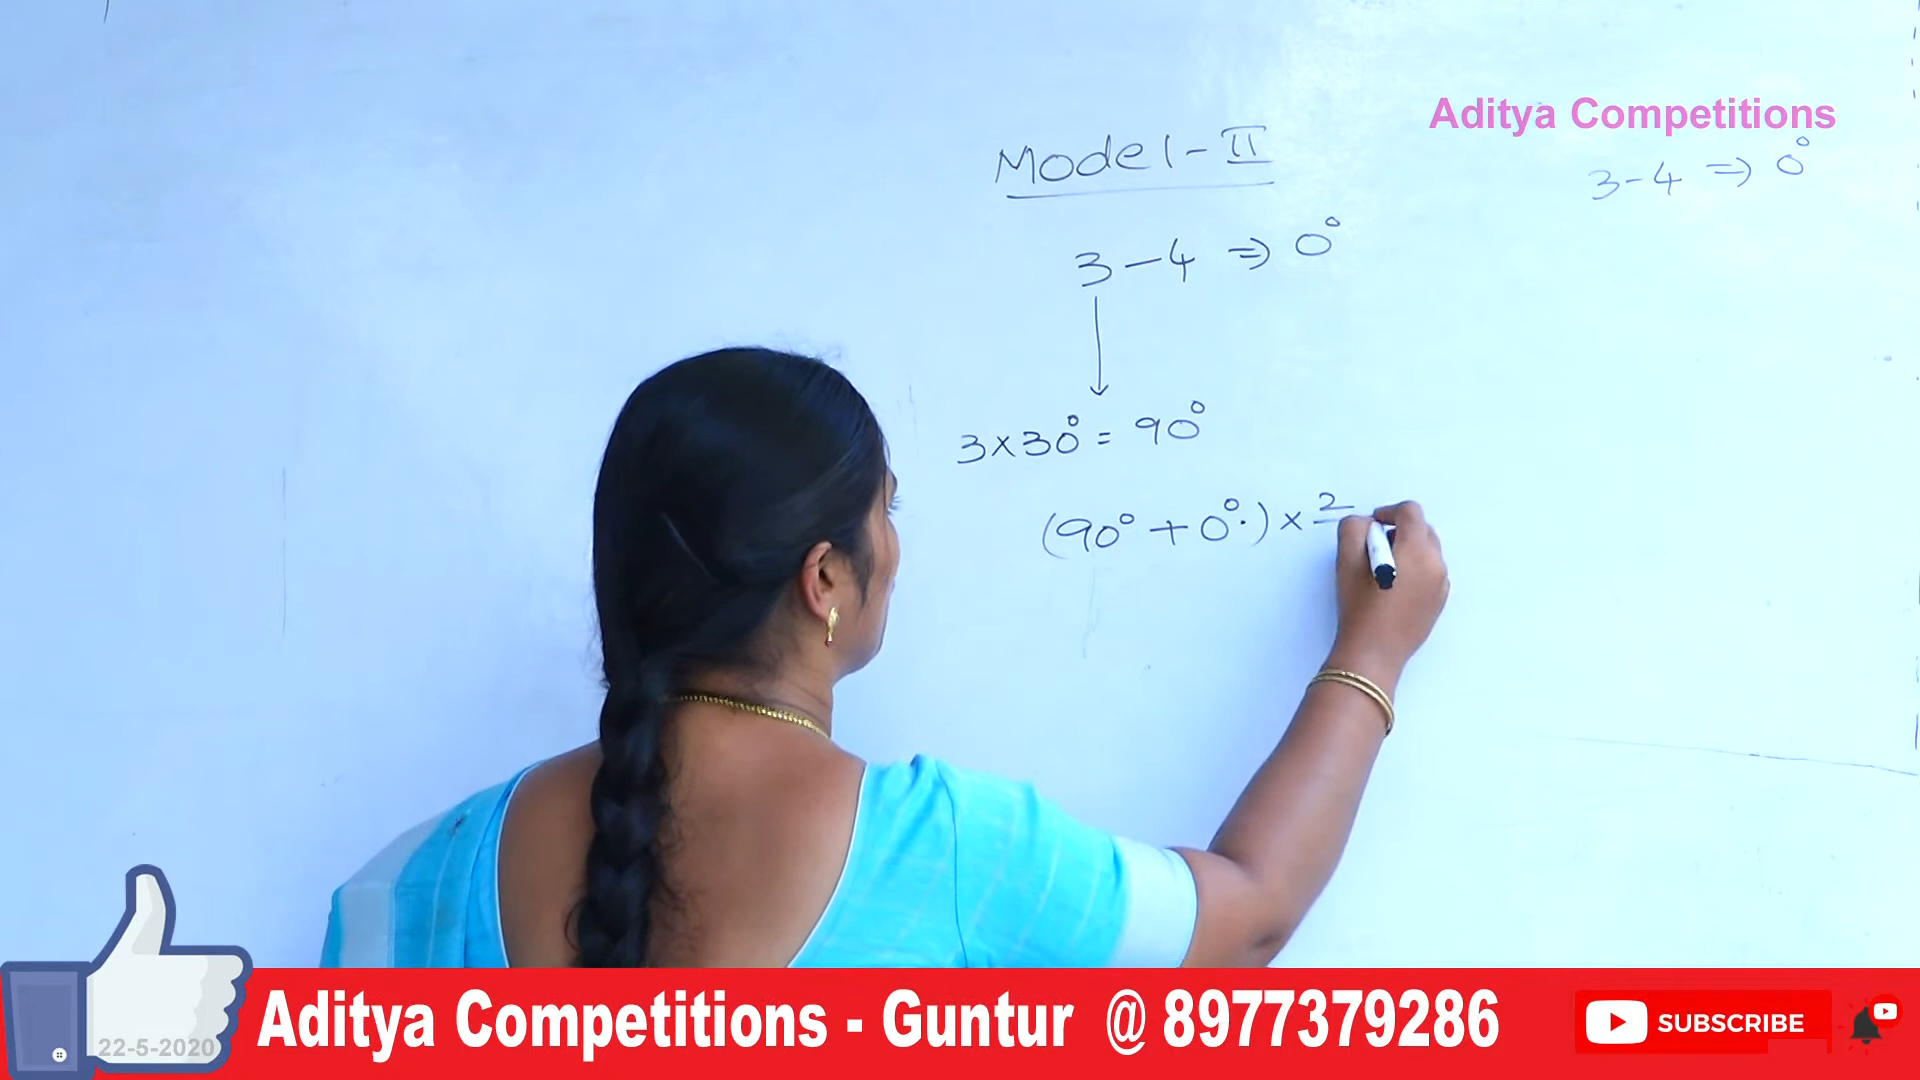 Aditya Competitions
Model-II
3-4 ⇒ 0°
3-4 ⇒ 0°
3×30° = 90°
(90° + 0°.) × 2
Aditya Competitions - Guntur @ 8977379286
SUBSCRIBE
22-5-2020